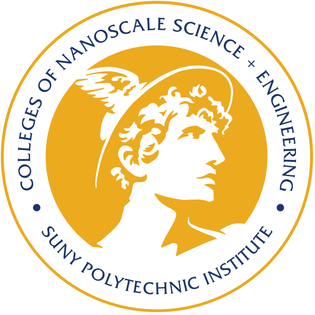 COLLEGES OF NANOSCALE SCIENCE + ENGINEERING
SUNY POLYTECHNIC INSTITUTE